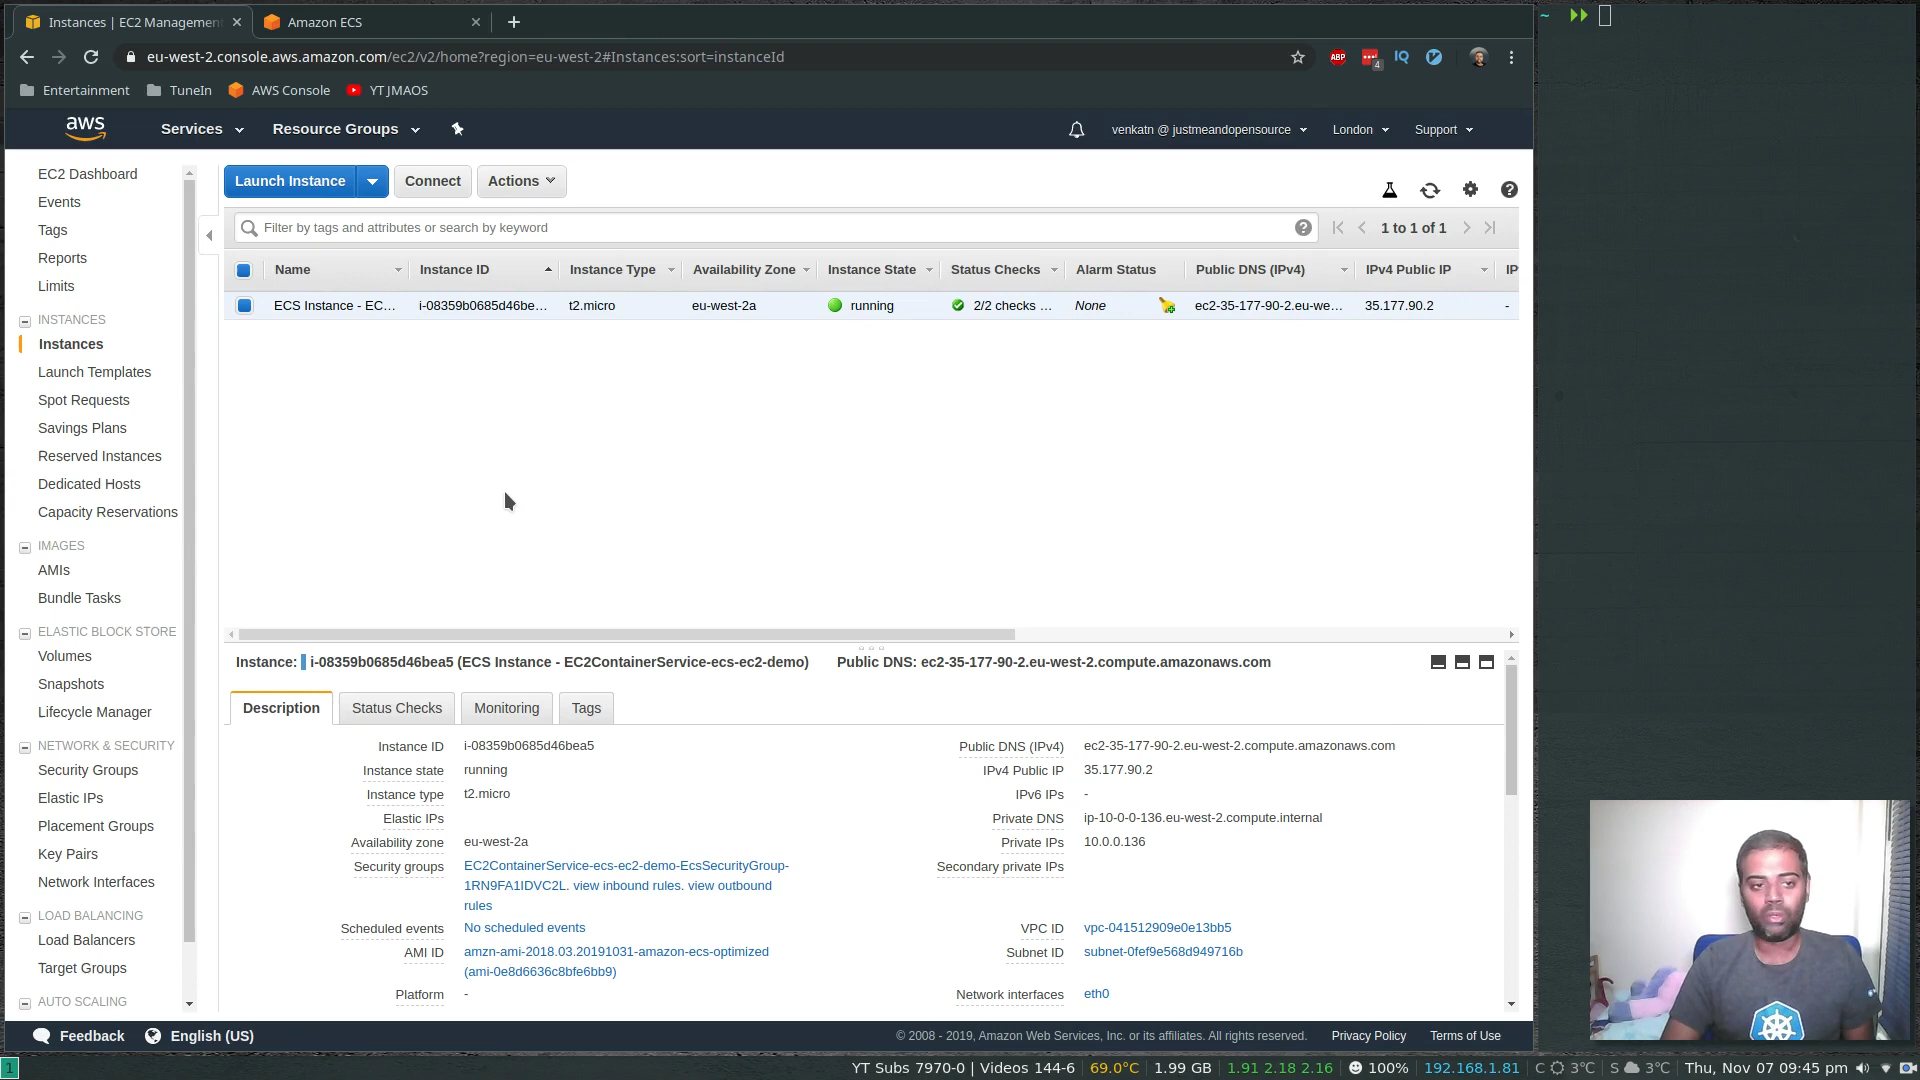 Instances | EC2 Management
Amazon ECS
eu-west-2.console.aws.amazon.com/ec2/v2/home?region=eu-west-2#Instances:sort=instanceId
ABP
4
IQ
Entertainment
TuneIn
AWS Console
YT JMAOS
aws
Services
Resource Groups
venkatn @ justmeandopensource
London
Support
EC2 Dashboard
Events
Tags
Reports
Limits
INSTANCES
Instances
Launch Templates
Spot Requests
Savings Plans
Reserved Instances
Dedicated Hosts
Capacity Reservations
IMAGES
AMIs
Bundle Tasks
ELASTIC BLOCK STORE
Volumes
Snapshots
Lifecycle Manager
NETWORK & SECURITY
Security Groups
Elastic IPs
Placement Groups
Key Pairs
Network Interfaces
LOAD BALANCING
Load Balancers
Target Groups
AUTO SCALING
Launch Instance
Connect
Actions
Filter by tags and attributes or search by keyword
1 to 1 of 1
Name
Instance ID
Instance Type
Availability Zone
Instance State
Status Checks
Alarm Status
Public DNS (IPv4)
IPv4 Public IP
IP
ECS Instance - EC...
i-08359b0685d46be...
t2.micro
eu-west-2a
running
2/2 checks ...
None
ec2-35-177-90-2.eu-we...
35.177.90.2
-
Instance: i-08359b0685d46bea5 (ECS Instance - EC2ContainerService-ecs-ec2-demo)
Public DNS: ec2-35-177-90-2.eu-west-2.compute.amazonaws.com
Description
Status Checks
Monitoring
Tags
Instance ID
i-08359b0685d46bea5
Instance state
running
Instance type
t2.micro
Elastic IPs
Availability zone
eu-west-2a
Security groups
EC2ContainerService-ecs-ec2-demo-EcsSecurityGroup-
1RN9FA1IDVC2L. view inbound rules. view outbound
rules
Scheduled events
No scheduled events
AMI ID
amzn-ami-2018.03.20191031-amazon-ecs-optimized
(ami-0e8d6636c8bfe6bb9)
Platform
-
Public DNS (IPv4)
ec2-35-177-90-2.eu-west-2.compute.amazonaws.com
IPv4 Public IP
35.177.90.2
IPv6 IPs
-
Private DNS
ip-10-0-0-136.eu-west-2.compute.internal
Private IPs
10.0.0.136
Secondary private IPs
VPC ID
vpc-041512909e0e13bb5
Subnet ID
subnet-0fef9e568d949716b
Network interfaces
eth0
Feedback
English (US)
© 2008 - 2019, Amazon Web Services, Inc. or its affiliates. All rights reserved.
Privacy Policy
Terms of Use
~
1
YT Subs 7970-0 | Videos 144-6 | 69.0°C | 1.99 GB | 1.91 2.18 2.16 | 100% | 192.168.1.81 | C 3°C | S 3°C | Thu, Nov 07 09:45 pm